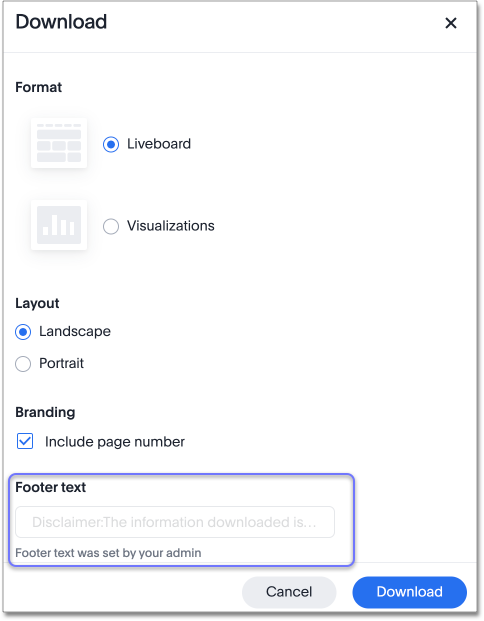 Download
Format
Liveboard
Visualizations
Layout
Landscape
Portrait
Branding
Include page number
Footer text
Disclaimer:The information downloaded is...
Footer text was set by your admin
Cancel
Download